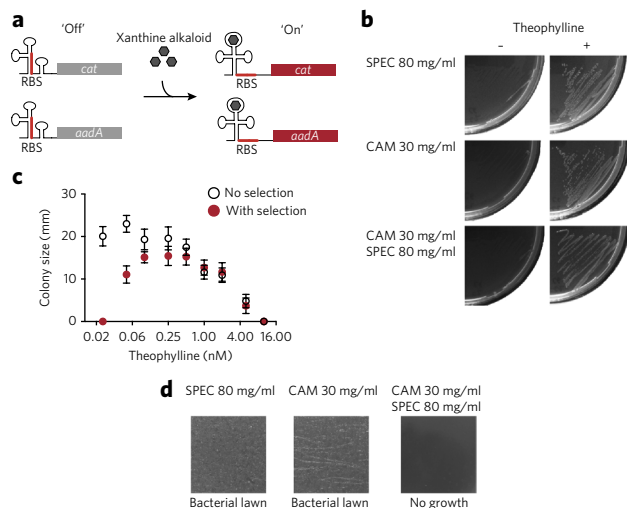 a
'Off'
Xanthine alkaloid
'On'
cat
RBS
cat
RBS
aadA
RBS
aadA
RBS
b
Theophylline
- +
SPEC 80 mg/ml
CAM 30 mg/ml
CAM 30 mg/ml
SPEC 80 mg/ml
c
No selection
With selection
Colony size (mm)
30
20
10
0
0.02 0.06 0.25 1.00 4.00 16.00
Theophylline (nM)
d
SPEC 80 mg/ml
CAM 30 mg/ml
CAM 30 mg/ml
SPEC 80 mg/ml
Bacterial lawn
Bacterial lawn
No growth